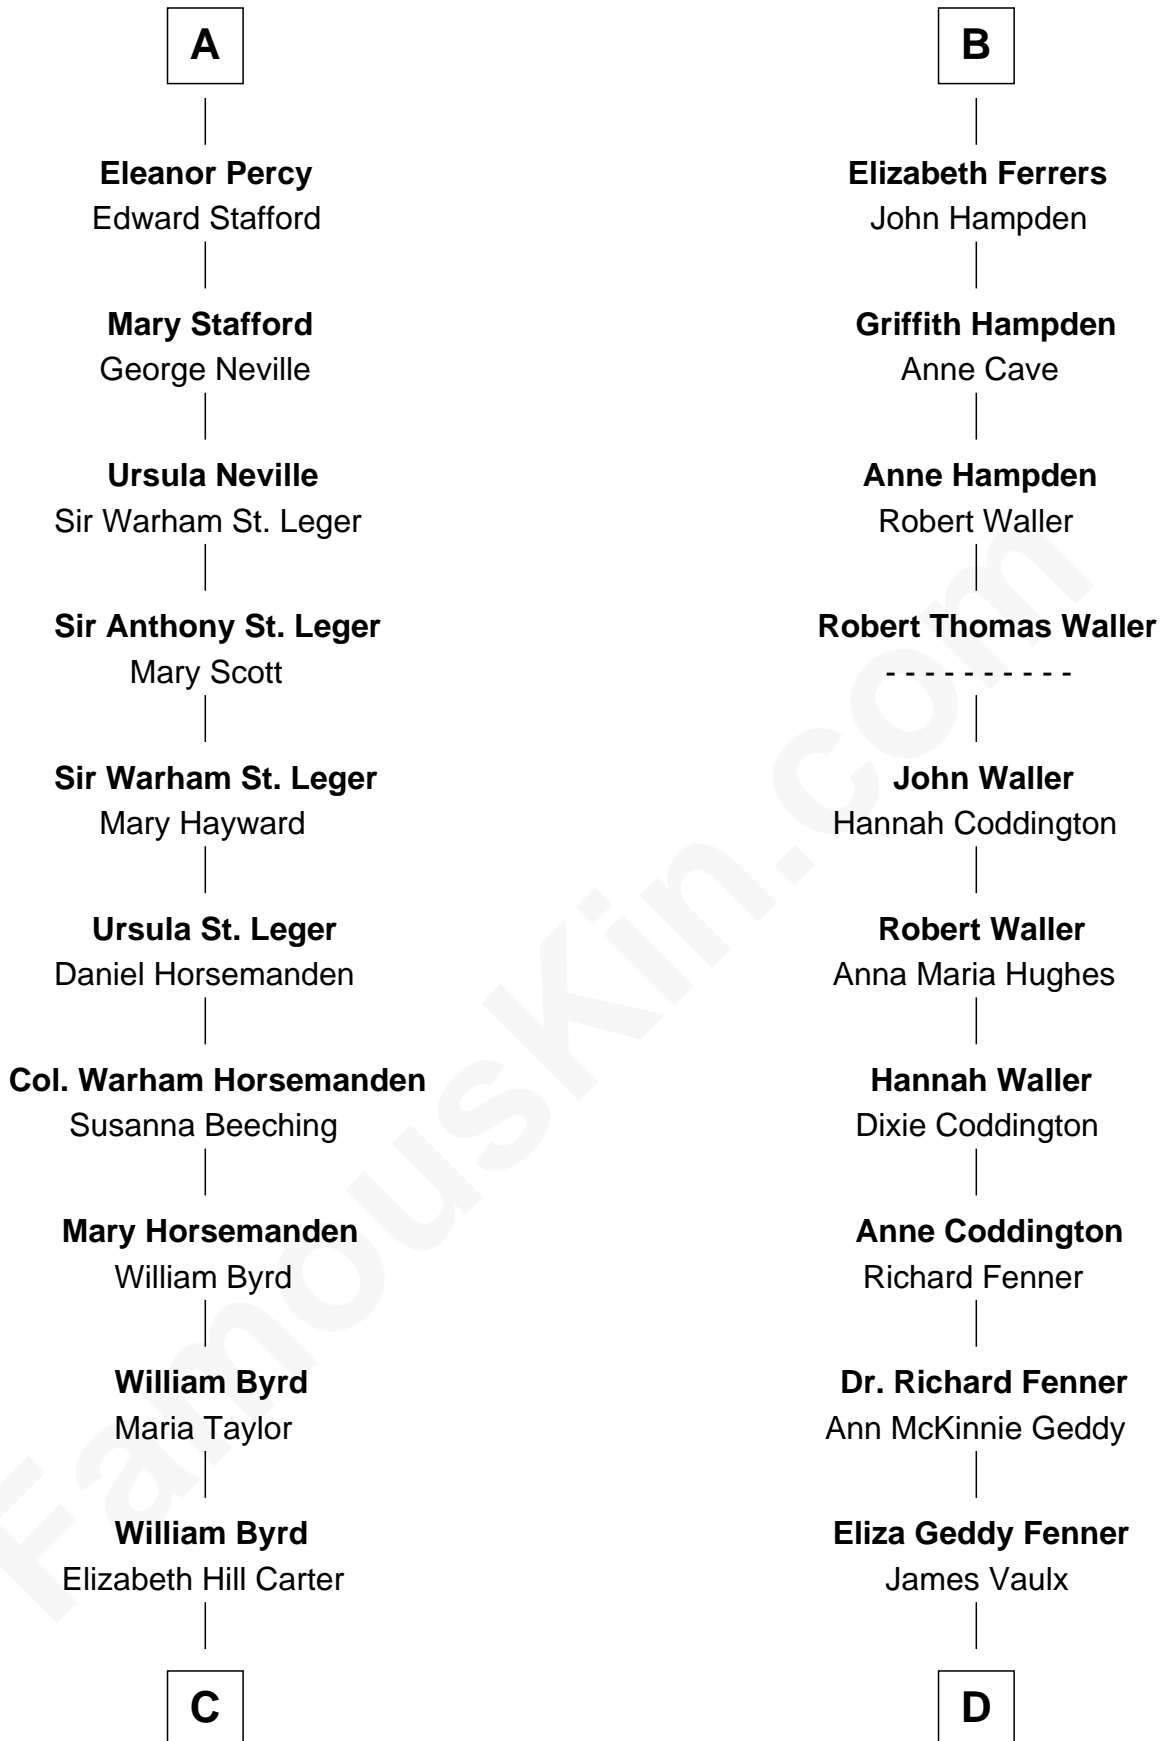 A
Eleanor Percy
Edward Stafford
Mary Stafford
George Neville
Ursula Neville
Sir Warham St. Leger
Sir Anthony St. Leger
Mary Scott
Sir Warham St. Leger
Mary Hayward
Ursula St. Leger
Daniel Horsemanden
Col. Warham Horsemanden
Susanna Beeching
Mary Horsemanden
William Byrd
William Byrd
Maria Taylor
William Byrd
Elizabeth Hill Carter
C
B
Elizabeth Ferrers
John Hampden
Griffith Hampden
Anne Cave
Anne Hampden
Robert Waller
Robert Thomas Waller
- - - - - - - - - -
John Waller
Hannah Coddington
Robert Waller
Anna Maria Hughes
Hannah Waller
Dixie Coddington
Anne Coddington
Richard Fenner
Dr. Richard Fenner
Ann McKinnie Geddy
Eliza Geddy Fenner
James Vaulx
D
FamousKin.com